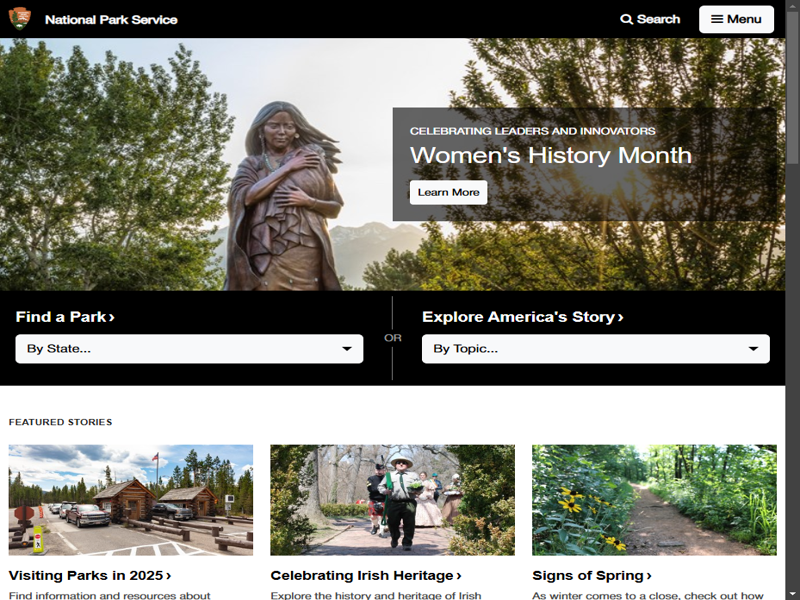 National Park Service
Search
Menu
CELEBRATING LEADERS AND INNOVATORS
Women's History Month
Learn More
Find a Park ›
By State...
OR
Explore America's Story ›
By Topic...
FEATURED STORIES
Visiting Parks in 2025 ›
Find information and resources about
Celebrating Irish Heritage ›
Explore the history and heritage of Irish
Signs of Spring ›
As winter comes to a close, check out how